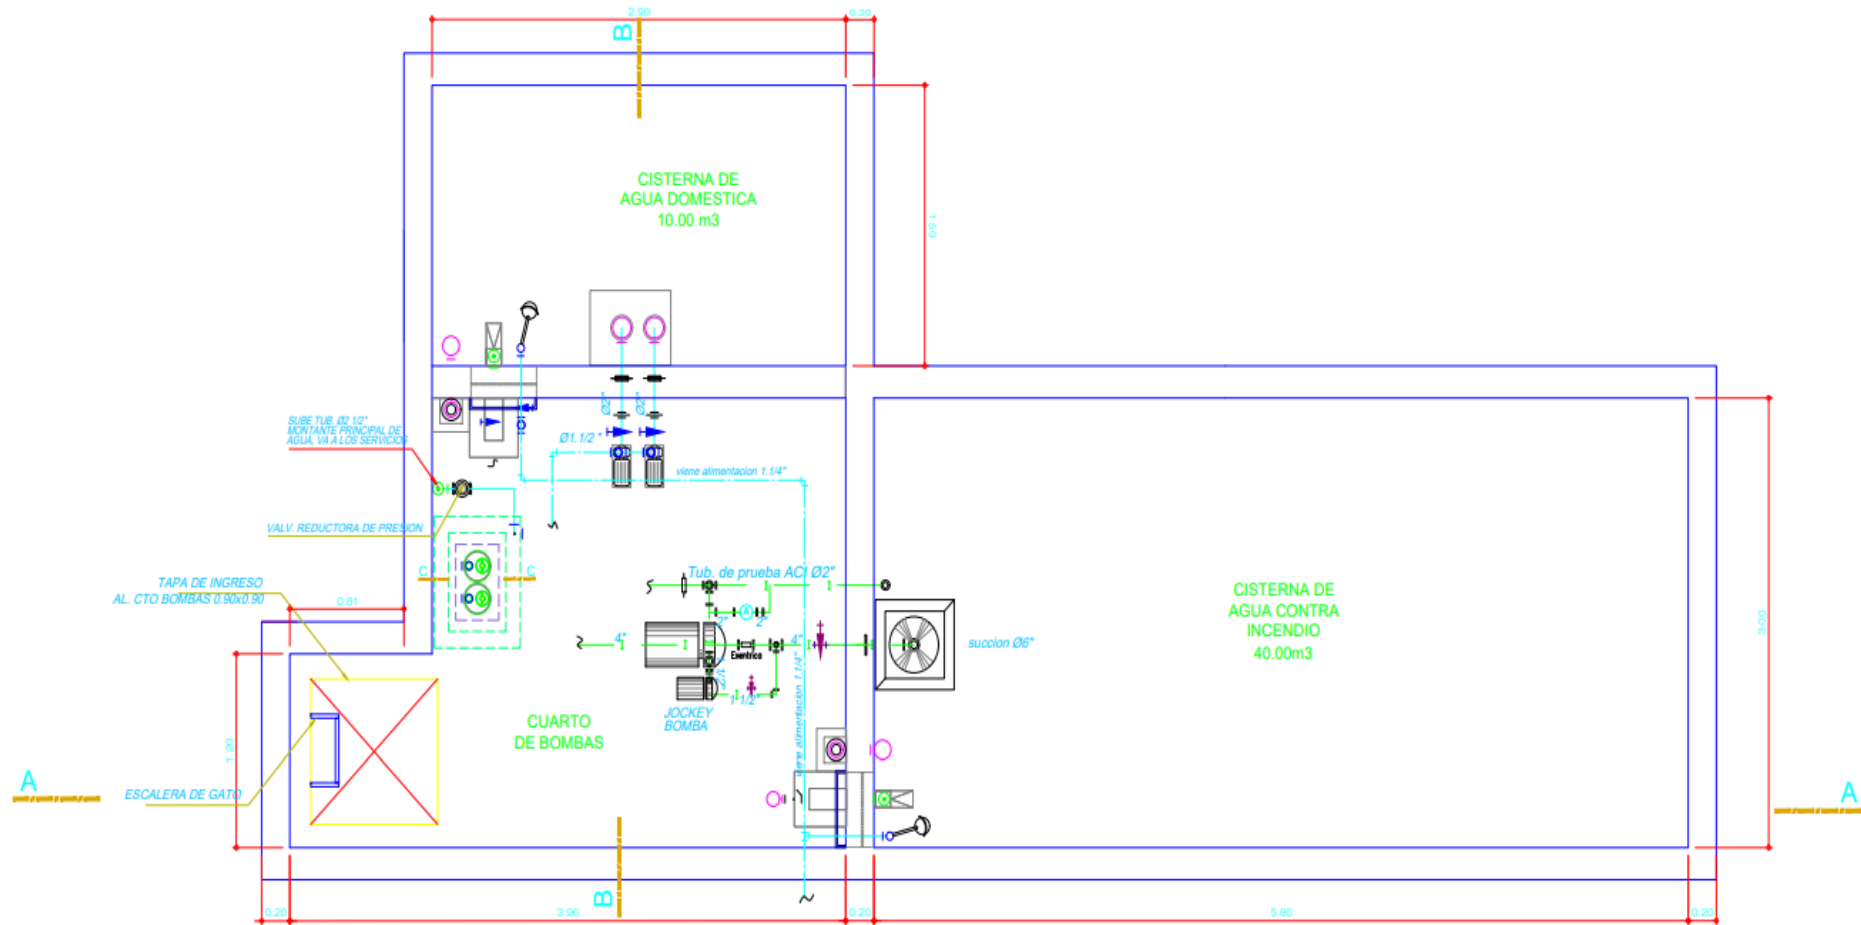 2.90
0.30
B
1.90
CISTERNA DE
AGUA DOMESTICA
10.00 m3
Ø2"
Ø2"
SUBE TUB. Ø2 1/2"
MONTANTE PRINCIPAL DE
AGUA, VA A LOS SERVICIOS
Ø1.1/2 "
viene alimentacion 1.1/4"
VALV. REDUCTORA DE PRESION
C
C
Tub. de prueba ACI Ø2"
TAPA DE INGRESO
AL. CTO BOMBAS 0.90x0.90
0.81
A
2"
2"
4"
4"
Exentrico
CISTERNA DE
AGUA CONTRA
INCENDIO
40.00m3
succion Ø6"
3.00
1/2"
1 1/2"
JOCKEY
BOMBA
viene alimentacion 1.1/4"
CUARTO
DE BOMBAS
1.20
A
ESCALERA DE GATO
A
B
0.20
3.96
0.20
5.80
0.20